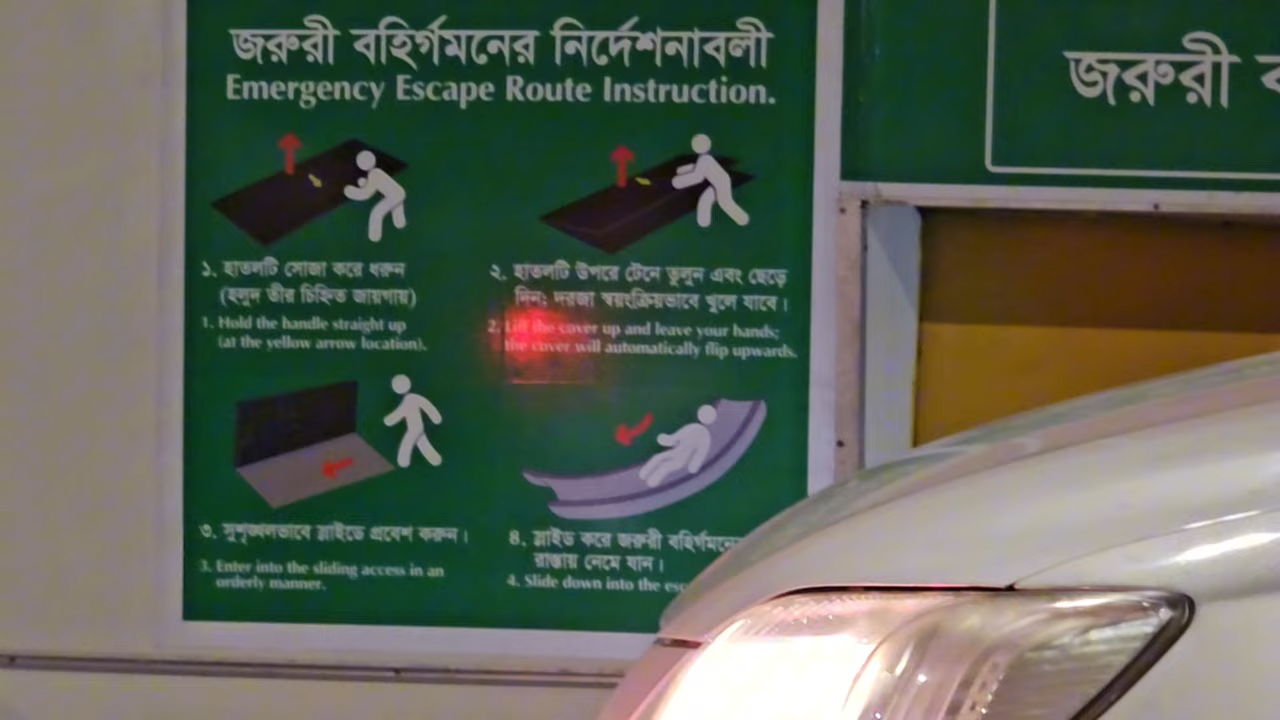 জরুরী বহির্গমনের নির্দেশনাবলী
Emergency Escape Route Instruction.
জরুরী
১. হাতলটি সোজা করে ধরুন
(হলুদ তীর চিহ্নিত জায়গায়)
1. Hold the handle straight up
(at the yellow arrow location).
২. হাতলটি উপরে টেনে তুলুন এবং ছেড়ে
দিন; দরজা স্বয়ংক্রিয়ভাবে খুলে যাবে।
2. Lift the cover up and leave your hands;
the cover will automatically flip upwards.
৩. সুশৃঙ্খলভাবে স্লাইডে প্রবেশ করুন।
3. Enter into the sliding access in an
orderly manner.
৪. স্লাইড করে জরুরী বহির্গমনের
রাস্তায় নেমে যান।
4. Slide down into the